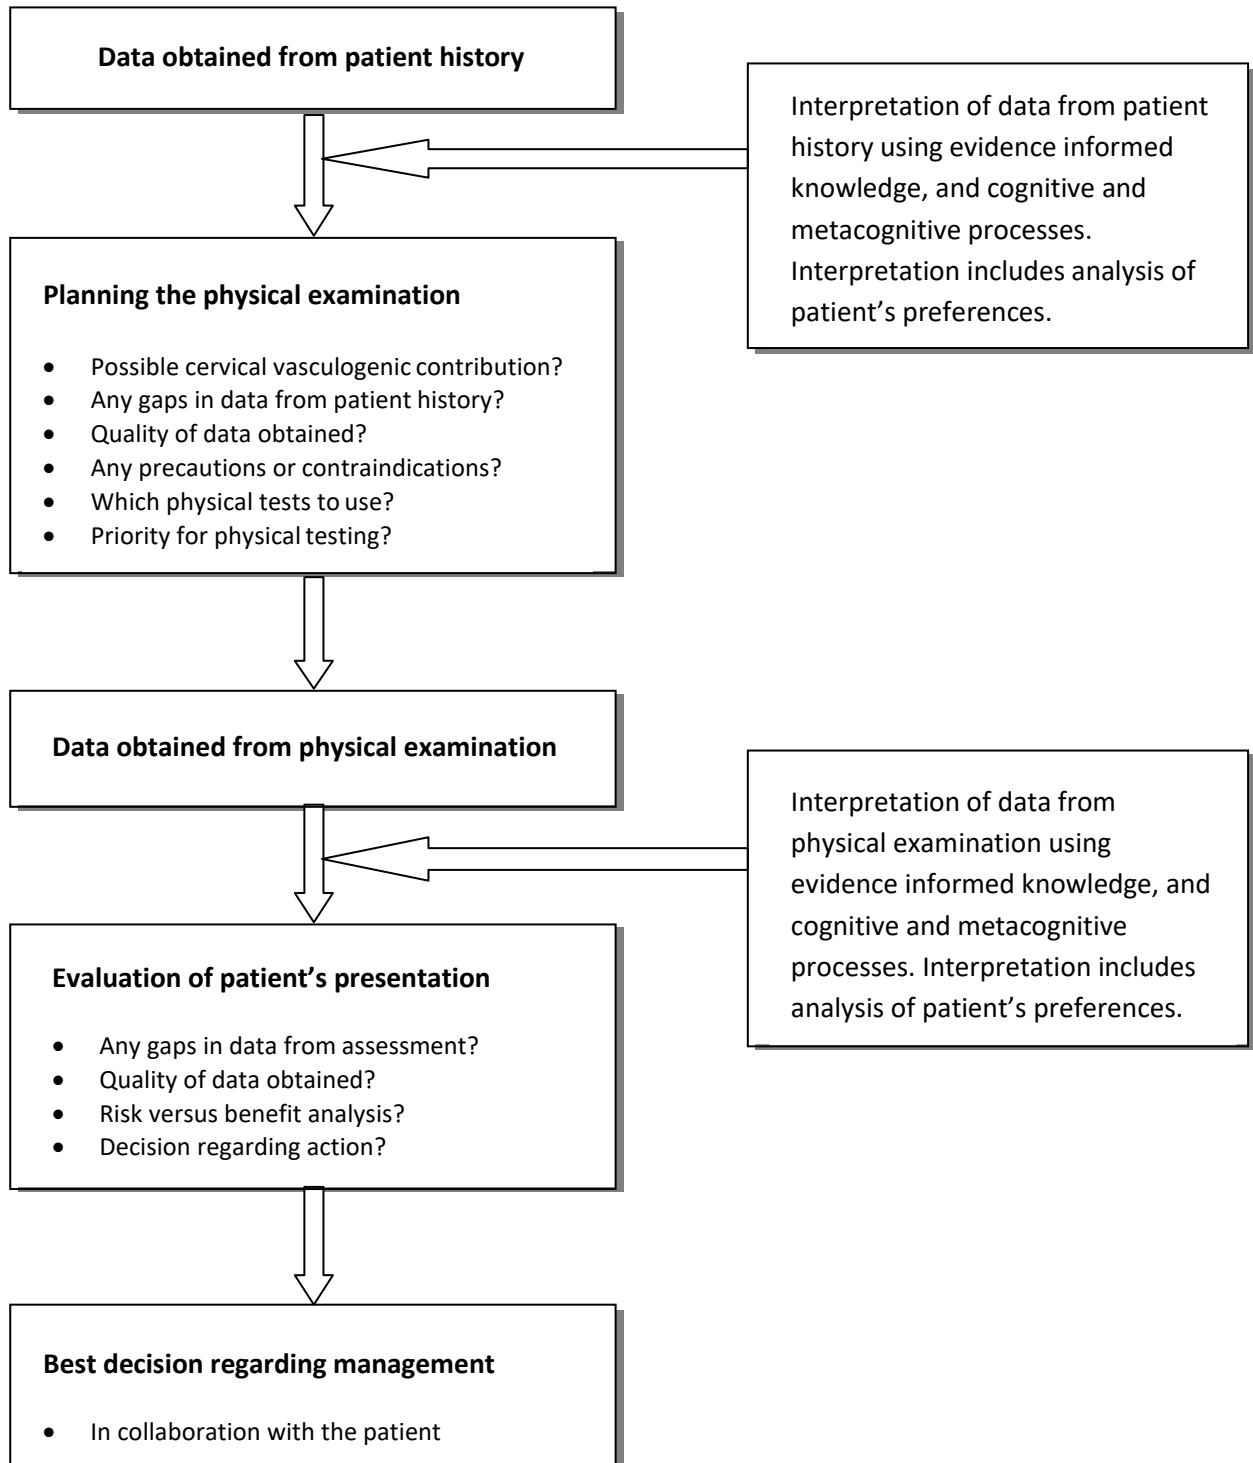 Data obtained from patient history
Interpretation of data from patient
history using evidence informed
knowledge, and cognitive and
metacognitive processes.
Interpretation includes analysis of
patient’s preferences.
Planning the physical examination
• Possible cervical vasculogenic contribution?
• Any gaps in data from patient history?
• Quality of data obtained?
• Any precautions or contraindications?
• Which physical tests to use?
• Priority for physical testing?
Data obtained from physical examination
Interpretation of data from
physical examination using
evidence informed knowledge, and
cognitive and metacognitive
processes. Interpretation includes
analysis of patient’s preferences.
Evaluation of patient’s presentation
• Any gaps in data from assessment?
• Quality of data obtained?
• Risk versus benefit analysis?
• Decision regarding action?
Best decision regarding management
• In collaboration with the patient